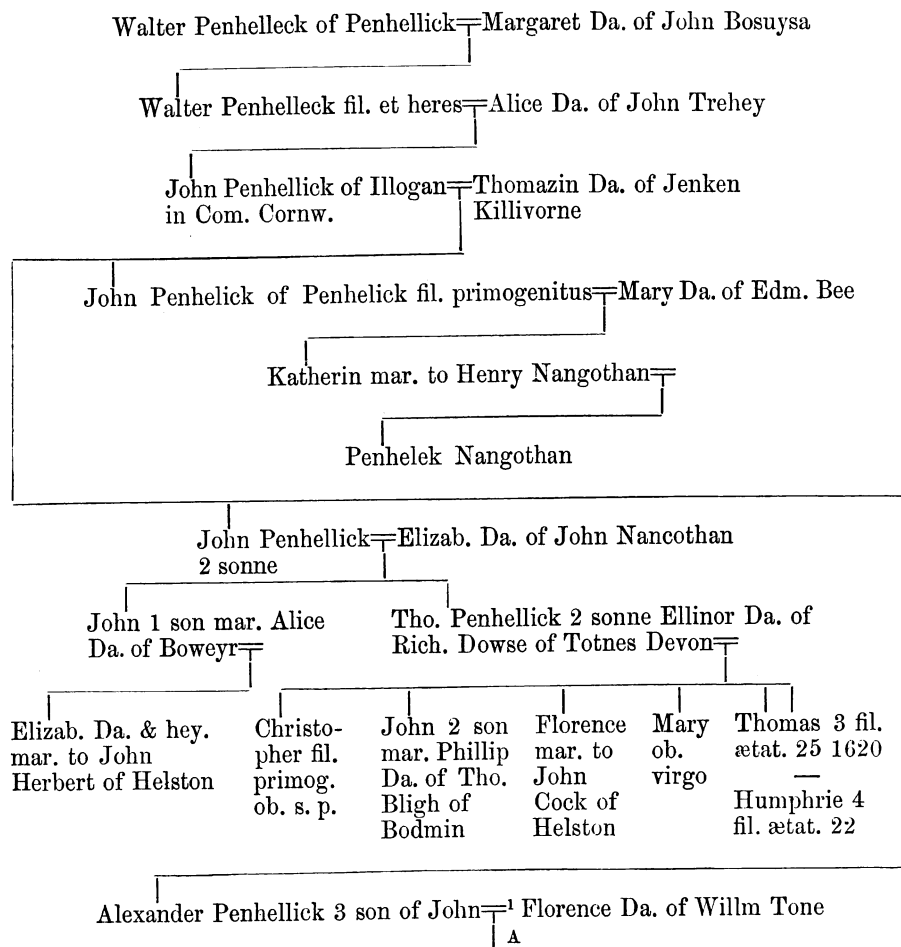 Walter Penhelleck of Penhellick Margaret Da. of John Bosuysa
Walter Penhelleck fil. et heres Alice Da. of John Trehey
John Penhellick of Illogan
in Com. Cornw.
Thomazin Da. of Jenken
Killivorne
John Penhelick of Penhelick fil. primogenitus Mary Da. of Edm. Bee
Katherin mar. to Henry Nangothan
Penhelek Nangothan
John Penhellick
2 sonne
Elizab. Da. of John Nancothan
John 1 son mar. Alice
Da. of Boweyr
Tho. Penhellick 2 sonne Ellinor Da. of
Rich. Dowse of Totnes Devon
Elizab. Da. & hey.
mar. to John
Herbert of Helston
Christo-
pher fil.
primog.
ob. s. p.
John 2 son
mar. Phillip
Da. of Tho.
Bligh of
Bodmin
Florence
mar. to
John
Cock of
Helston
Mary
ob.
virgo
Thomas 3 fil.
ætat. 25 1620
—
Humphrie 4
fil. ætat. 22
Alexander Penhellick 3 son of John ¹ Florence Da. of Willm Tone
A